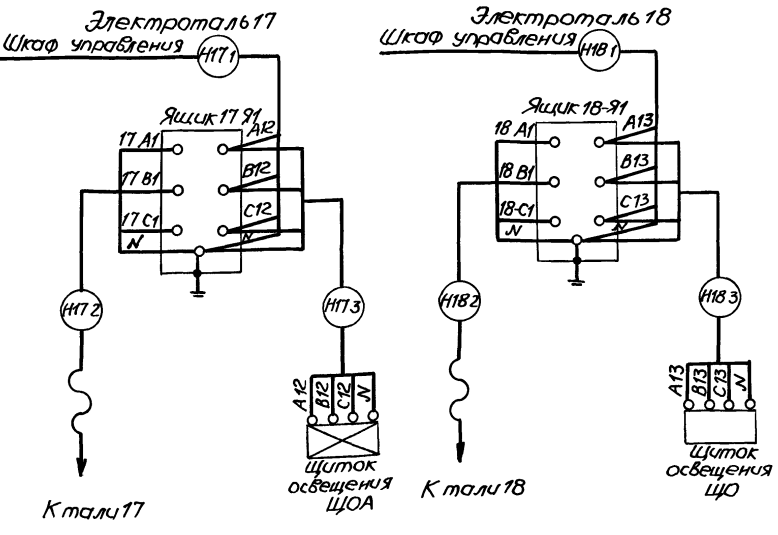 Электроталь 17
Шкаф управления
Н17 1
Ящик 17 Я1
17 А1
А12
17 В1
В12
17 С1
С12
N
N
Н17 2
Н17 3
А12
В12
С12
N
Щиток
освещения
ЩОА
К тали 17
Электроталь 18
Шкаф управления
Н18 1
Ящик 18-Я1
18 А1
А13
18 В1
В13
18-С1
С13
N
N
Н18 2
Н18 3
А13
В13
С13
N
Щиток
освещения
ЩО
К тали 18